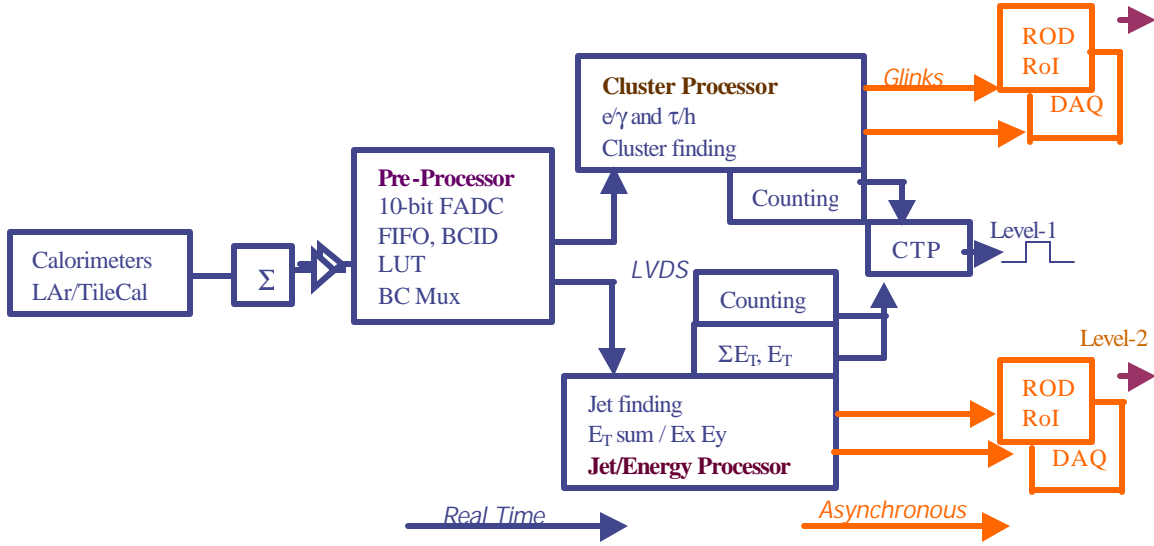 Calorimeters
LAr/TileCal
Σ
Pre-Processor
10-bit FADC
FIFO, BCID
LUT
BC Mux
LVDS
Cluster Processor
e/γ and τ/h
Cluster finding
Counting
CTP
Level-1
Counting
ΣE_T, E_T
Jet finding
E_T sum / Ex Ey
Jet/Energy Processor
Glinks
ROD
RoI
DAQ
Level-2
ROD
RoI
DAQ
Real Time
Asynchronous